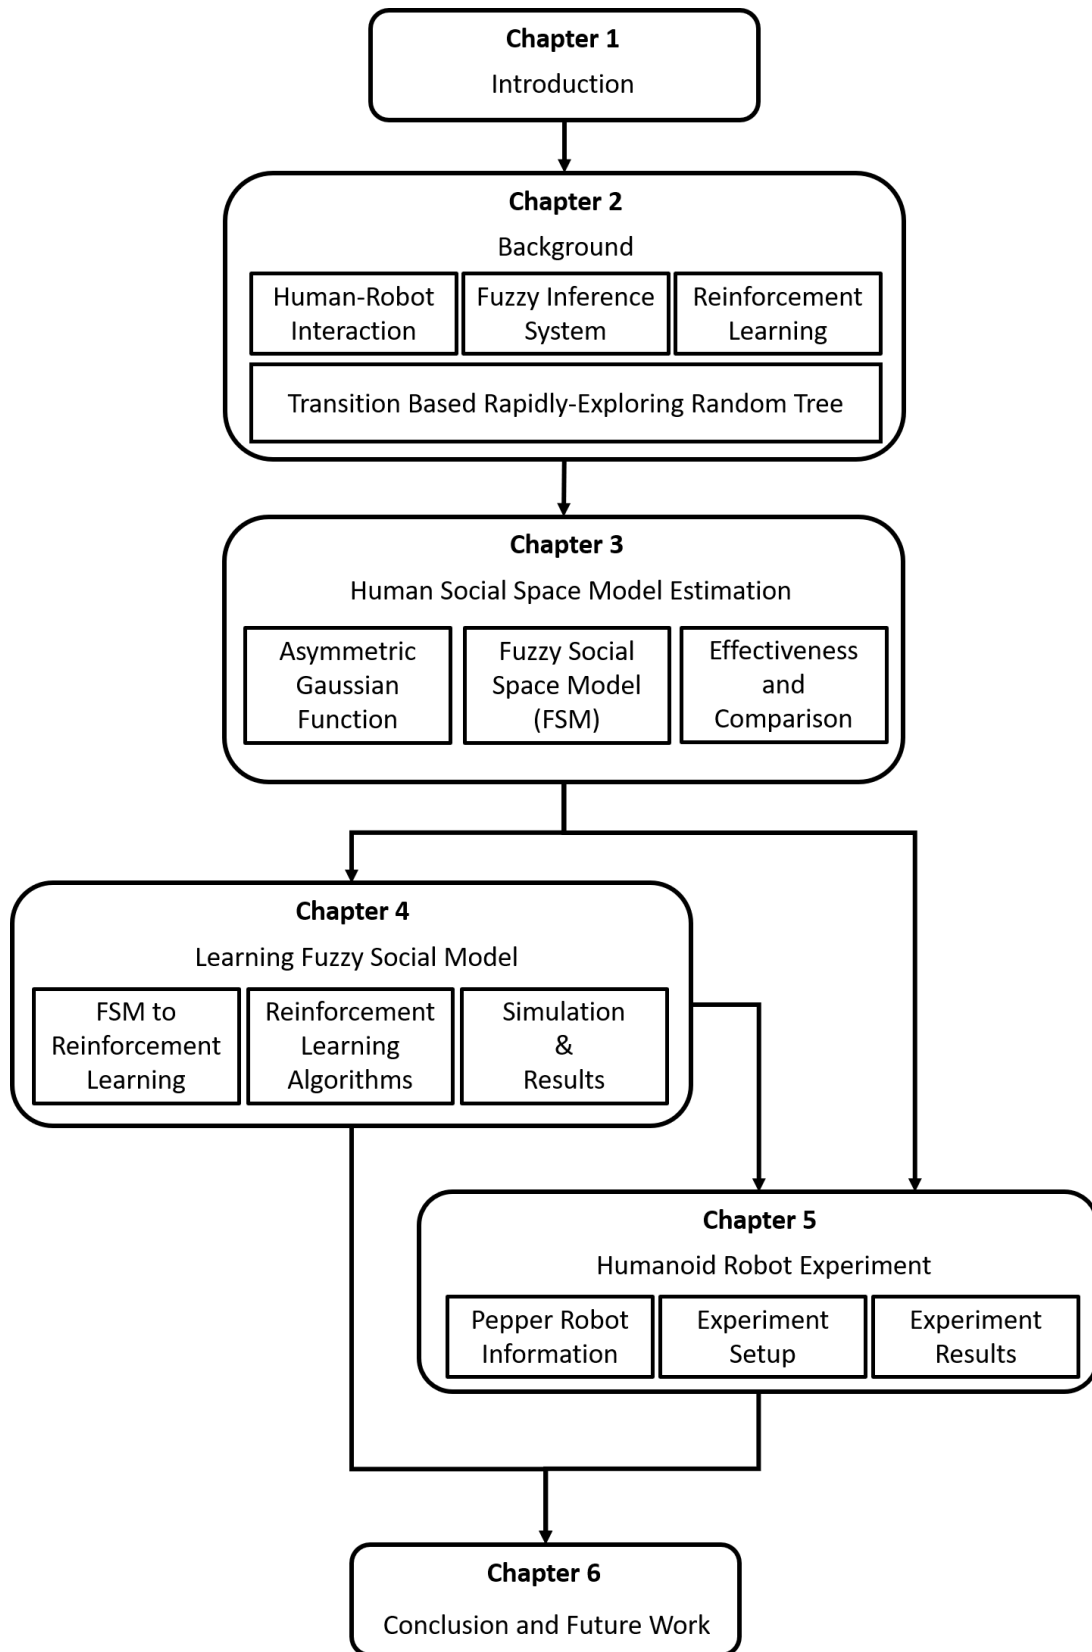 Chapter 1
Introduction
Chapter 2
Background
Human-Robot
Interaction
Fuzzy Inference
System
Reinforcement
Learning
Transition Based Rapidly-Exploring Random Tree
Chapter 3
Human Social Space Model Estimation
Asymmetric
Gaussian
Function
Fuzzy Social
Space Model
(FSM)
Effectiveness
and
Comparison
Chapter 4
Learning Fuzzy Social Model
FSM to
Reinforcement
Learning
Reinforcement
Learning
Algorithms
Simulation
&
Results
Chapter 5
Humanoid Robot Experiment
Pepper Robot
Information
Experiment
Setup
Experiment
Results
Chapter 6
Conclusion and Future Work